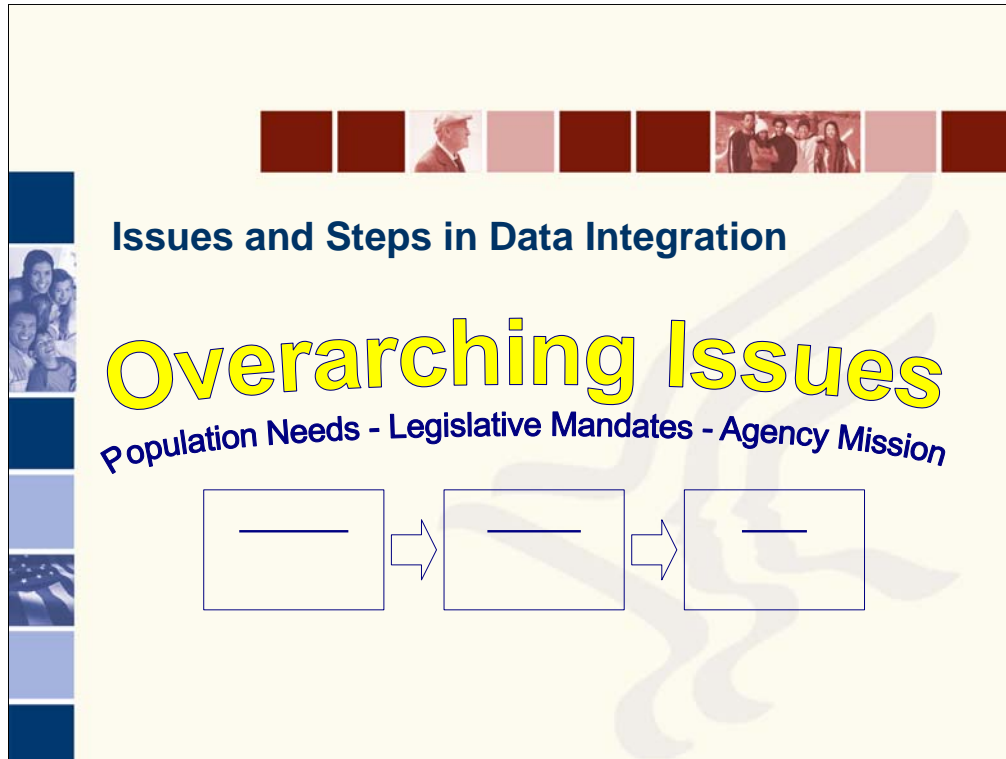 Issues and Steps in Data Integration
Overarching Issues
Population Needs - Legislative Mandates - Agency Mission